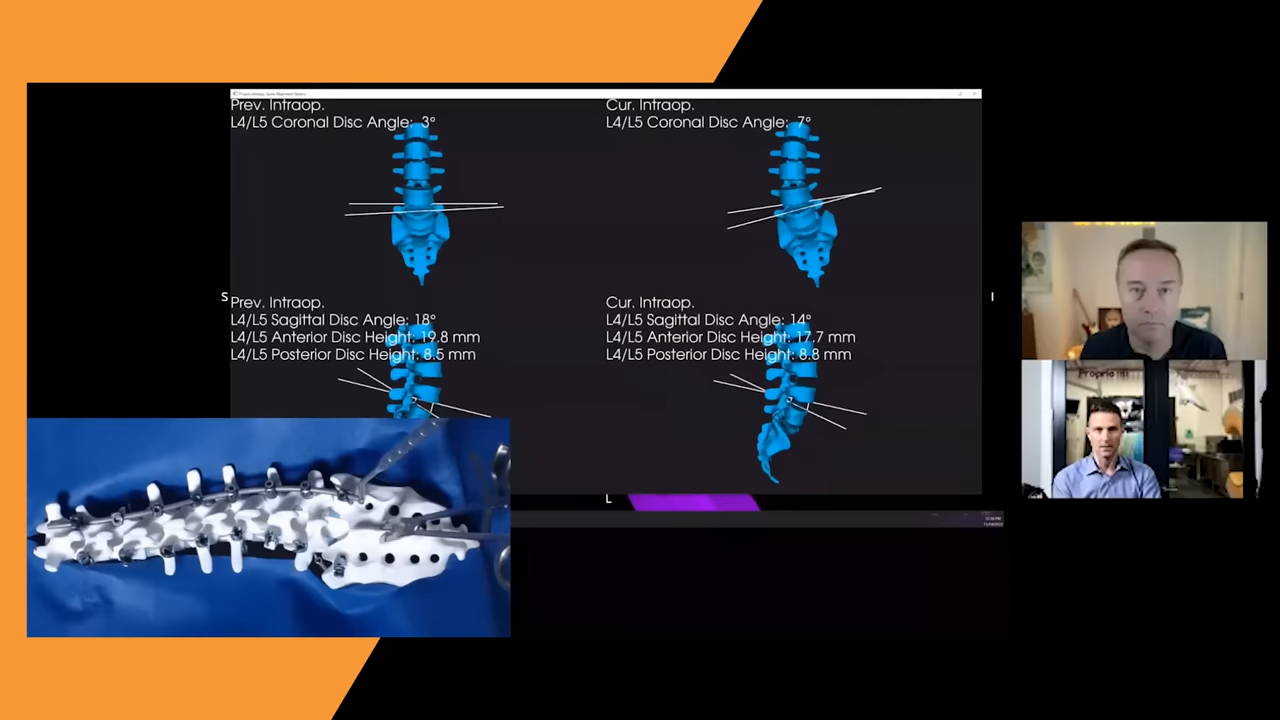 Prev. Intraop.
L4/L5 Coronal Disc Angle: 3°
Cur. Intraop.
L4/L5 Coronal Disc Angle: 7°
S
I
Prev. Intraop.
L4/L5 Sagittal Disc Angle: 18°
L4/L5 Anterior Disc Height: 19.8 mm
L4/L5 Posterior Disc Height: 8.5 mm
Cur. Intraop.
L4/L5 Sagittal Disc Angle: 14°
L4/L5 Anterior Disc Height: 17.7 mm
L4/L5 Posterior Disc Height: 8.8 mm
L
Proprio